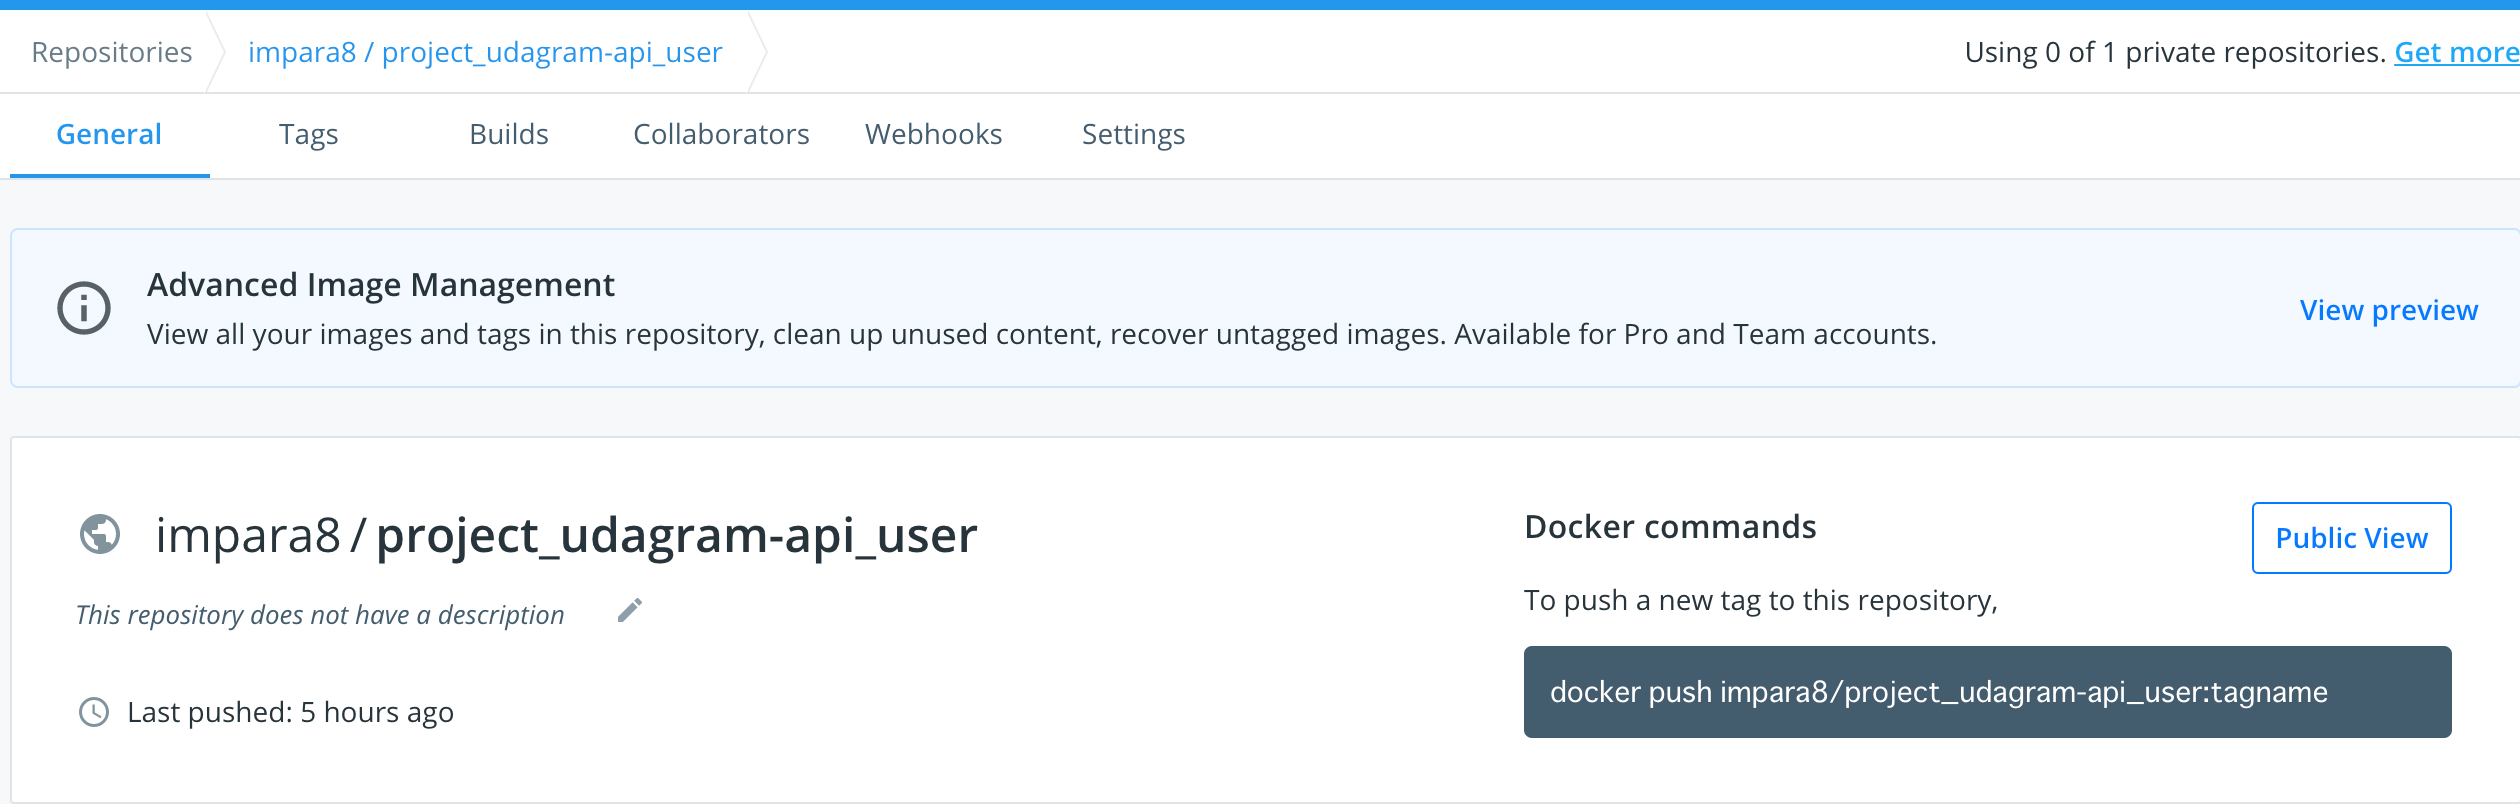 Repositories
impara8 / project_udagram-api_user
Using 0 of 1 private repositories. Get more
General
Tags
Builds
Collaborators
Webhooks
Settings
Advanced Image Management
View all your images and tags in this repository, clean up unused content, recover untagged images. Available for Pro and Team accounts.
View preview
impara8 / project_udagram-api_user
This repository does not have a description
Last pushed: 5 hours ago
Docker commands
Public View
To push a new tag to this repository,
docker push impara8/project_udagram-api_user:tagname